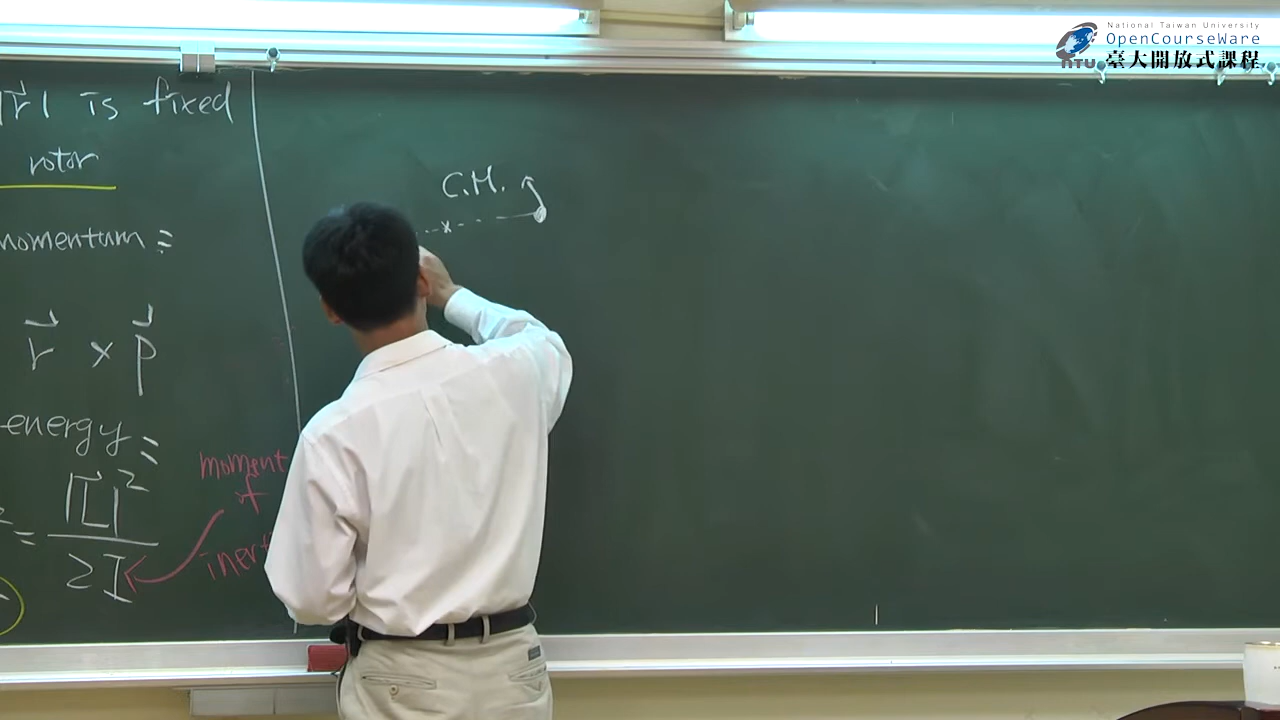 National Taiwan University
OpenCourseWare
臺大開放式課程
NTU
|r⃗| is fixed
rotor
momentum =
r⃗ × p⃗
energy =
= |L⃗|² / 2I
moment
of
C.M.